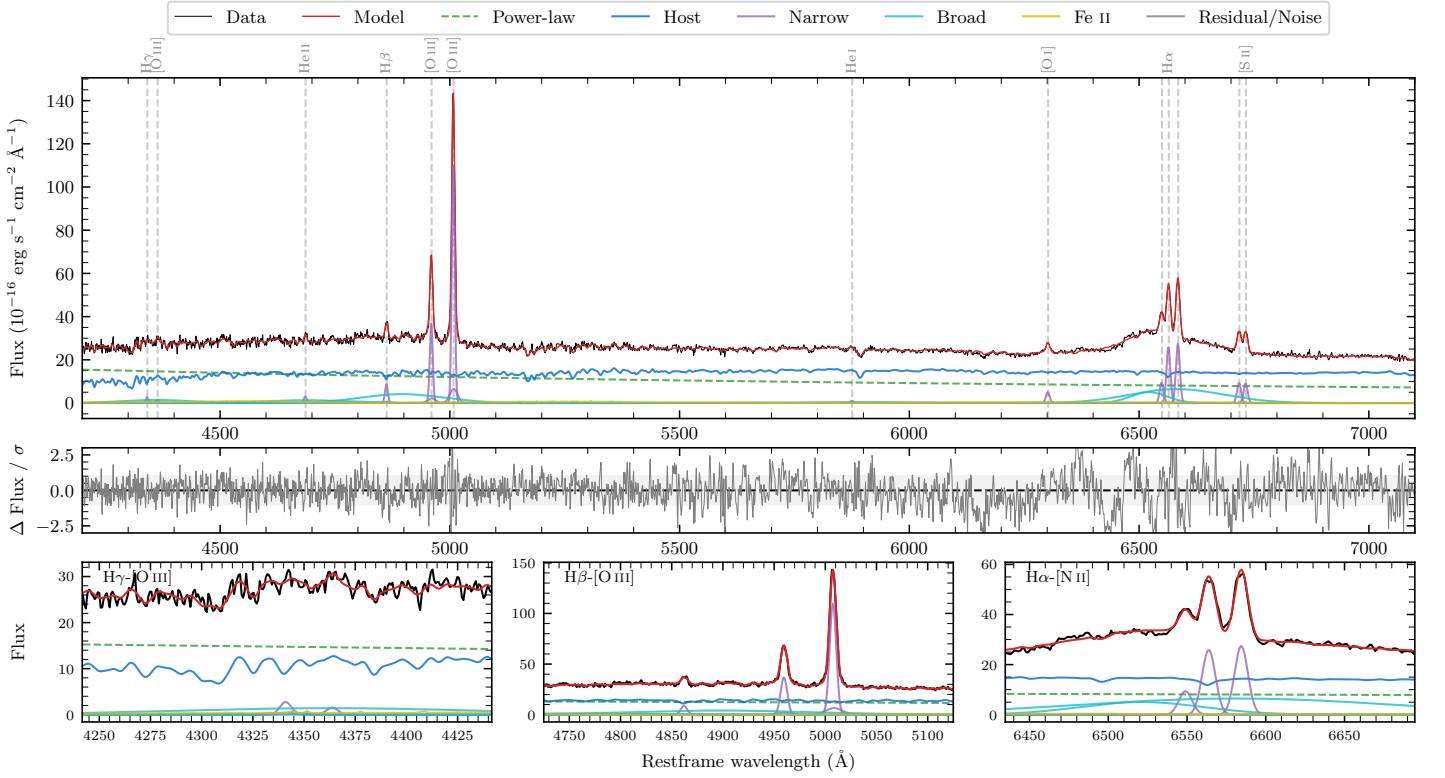 Data Model Power-law Host Narrow Broad Fe II Residual/Noise
Hγ [O III] He II Hβ [O III] [O III] He I [O I] Hα [S II]
Flux (10⁻¹⁶ erg s⁻¹ cm⁻² Å⁻¹)
140
120
100
80
60
40
20
0
4500 5000 5500 6000 6500 7000
Δ Flux / σ
2.5
0.0
−2.5
4500 5000 5500 6000 6500 7000
Flux
Hγ-[O III]
30
20
10
0
4250 4275 4300 4325 4350 4375 4400 4425
Hβ-[O III]
150
100
50
0
4750 4800 4850 4900 4950 5000 5050 5100
Hα-[N II]
60
40
20
0
6450 6500 6550 6600 6650
Restframe wavelength (Å)